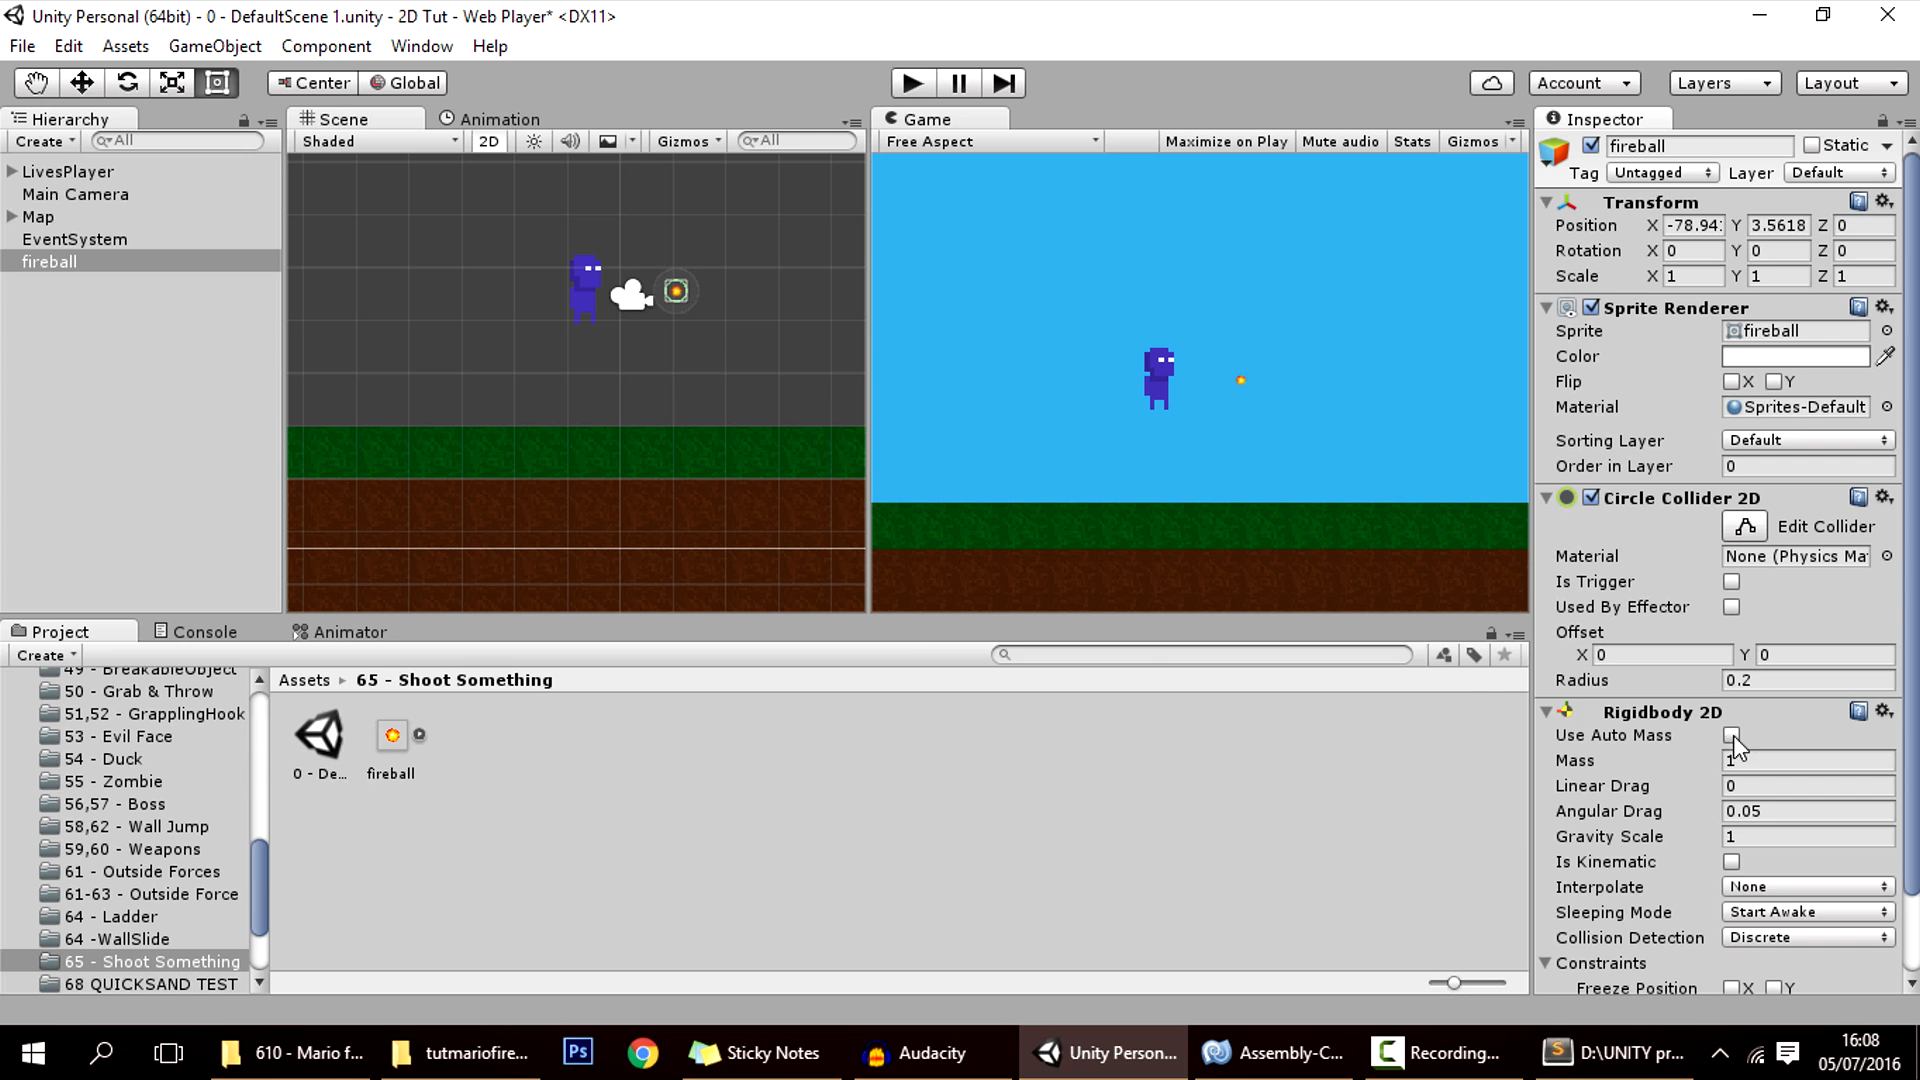 Unity Personal (64bit) - 0 - DefaultScene 1.unity - 2D Tut - Web Player* <DX11>
File Edit Assets GameObject Component Window Help
Center Global Account Layers Layout
Hierarchy
Create All
LivesPlayer
Main Camera
Map
EventSystem
fireball
Scene Animation
Shaded 2D Gizmos All
Game
Free Aspect Maximize on Play Mute audio Stats Gizmos
Inspector
fireball Static
Tag Untagged Layer Default
Transform
Position X -78.941 Y 3.5618 Z 0
Rotation X 0 Y 0 Z 0
Scale X 1 Y 1 Z 1
Sprite Renderer
Sprite fireball
Color
Flip X Y
Material Sprites-Default
Sorting Layer Default
Order in Layer 0
Circle Collider 2D
Edit Collider
Material None (Physics Ma
Is Trigger
Used By Effector
Offset
X 0 Y 0
Radius 0.2
Rigidbody 2D
Use Auto Mass
Mass 1
Linear Drag 0
Angular Drag 0.05
Gravity Scale 1
Is Kinematic
Interpolate None
Sleeping Mode Start Awake
Collision Detection Discrete
Constraints
Freeze Position X Y
Project Console Animator
Create
49 - BreakableObject
50 - Grab & Throw
51,52 - GrapplingHook
53 - Evil Face
54 - Duck
55 - Zombie
56,57 - Boss
58,62 - Wall Jump
59,60 - Weapons
61 - Outside Forces
61-63 - Outside Force
64 - Ladder
64 -WallSlide
65 - Shoot Something
68 QUICKSAND TEST
Assets 65 - Shoot Something
0 - De... fireball
610 - Mario f... tutmariofire... Ps Sticky Notes Audacity Unity Person... Assembly-C... Recording... D:\UNITY pr...
16:08
05/07/2016